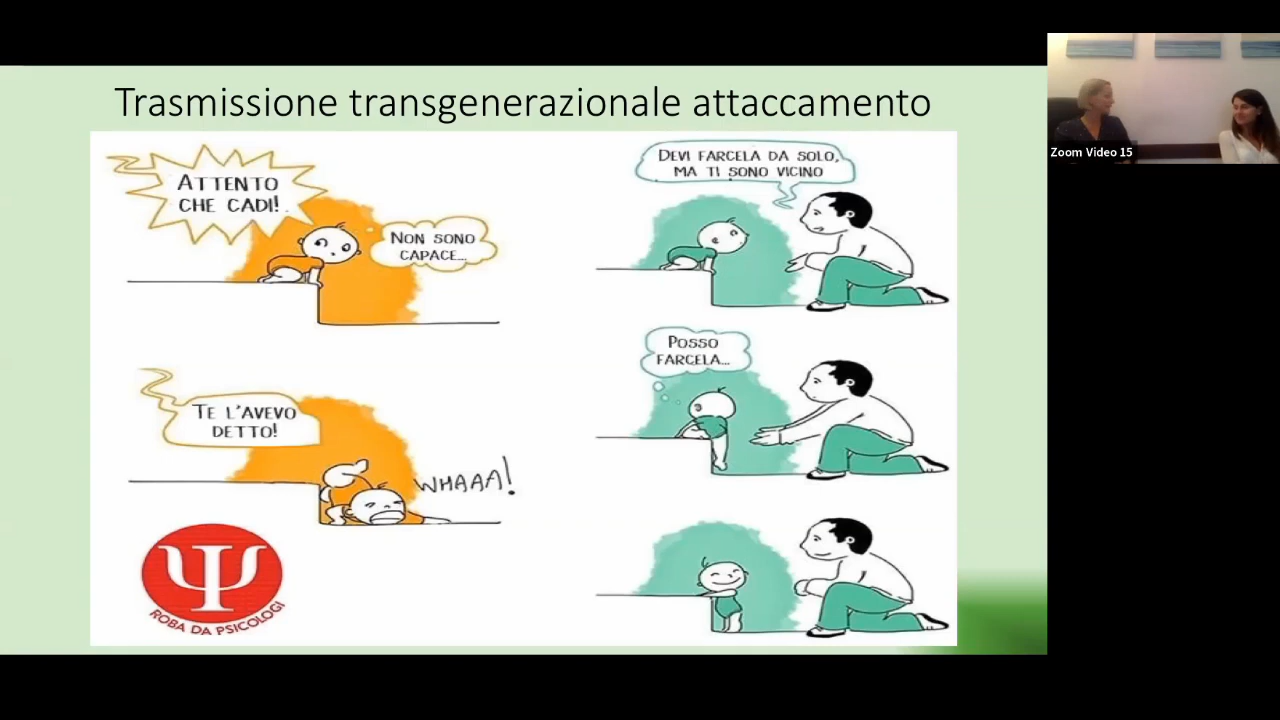 Trasmissione transgenerazionale attaccamento
ATTENTO
CHE CADI!
NON SONO
CAPACE...
TE L'AVEVO
DETTO!
WHAAA!
Ψ
ROBA DA PSICOLOGI
DEVI FARCELA DA SOLO,
MA TI SONO VICINO
POSSO
FARCELA...
Zoom Video 15